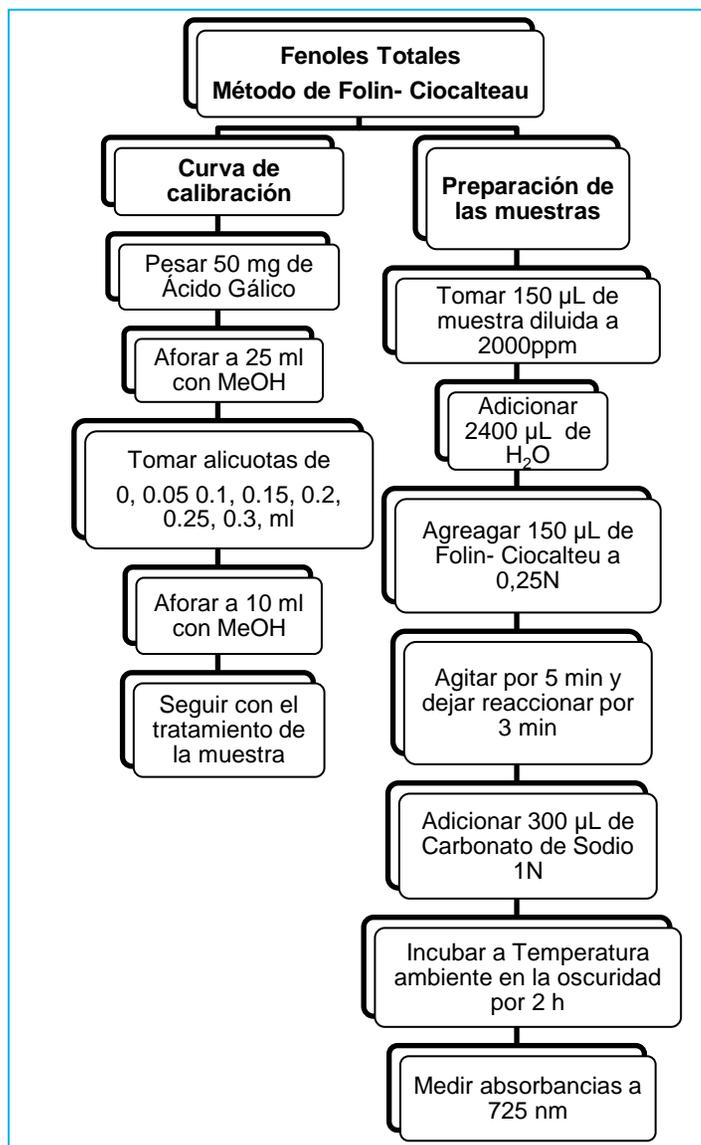 Fenoles Totales
Método de Folin- Ciocalteau
Curva de
calibración
Pesar 50 mg de
Ácido Gálico
Aforar a 25 ml
con MeOH
Tomar alicuotas de
0, 0.05 0.1, 0.15, 0.2,
0.25, 0.3, ml
Aforar a 10 ml
con MeOH
Seguir con el
tratamiento de
la muestra
Preparación de
las muestras
Tomar 150 µL de
muestra diluida a
2000ppm
Adicionar
2400 µL de
H₂O
Agreagar 150 µL de
Folin- Ciocalteu a
0,25N
Agitar por 5 min y
dejar reaccionar por
3 min
Adicionar 300 µL de
Carbonato de Sodio
1N
Incubar a Temperatura
ambiente en la oscuridad
por 2 h
Medir absorbancias a
725 nm